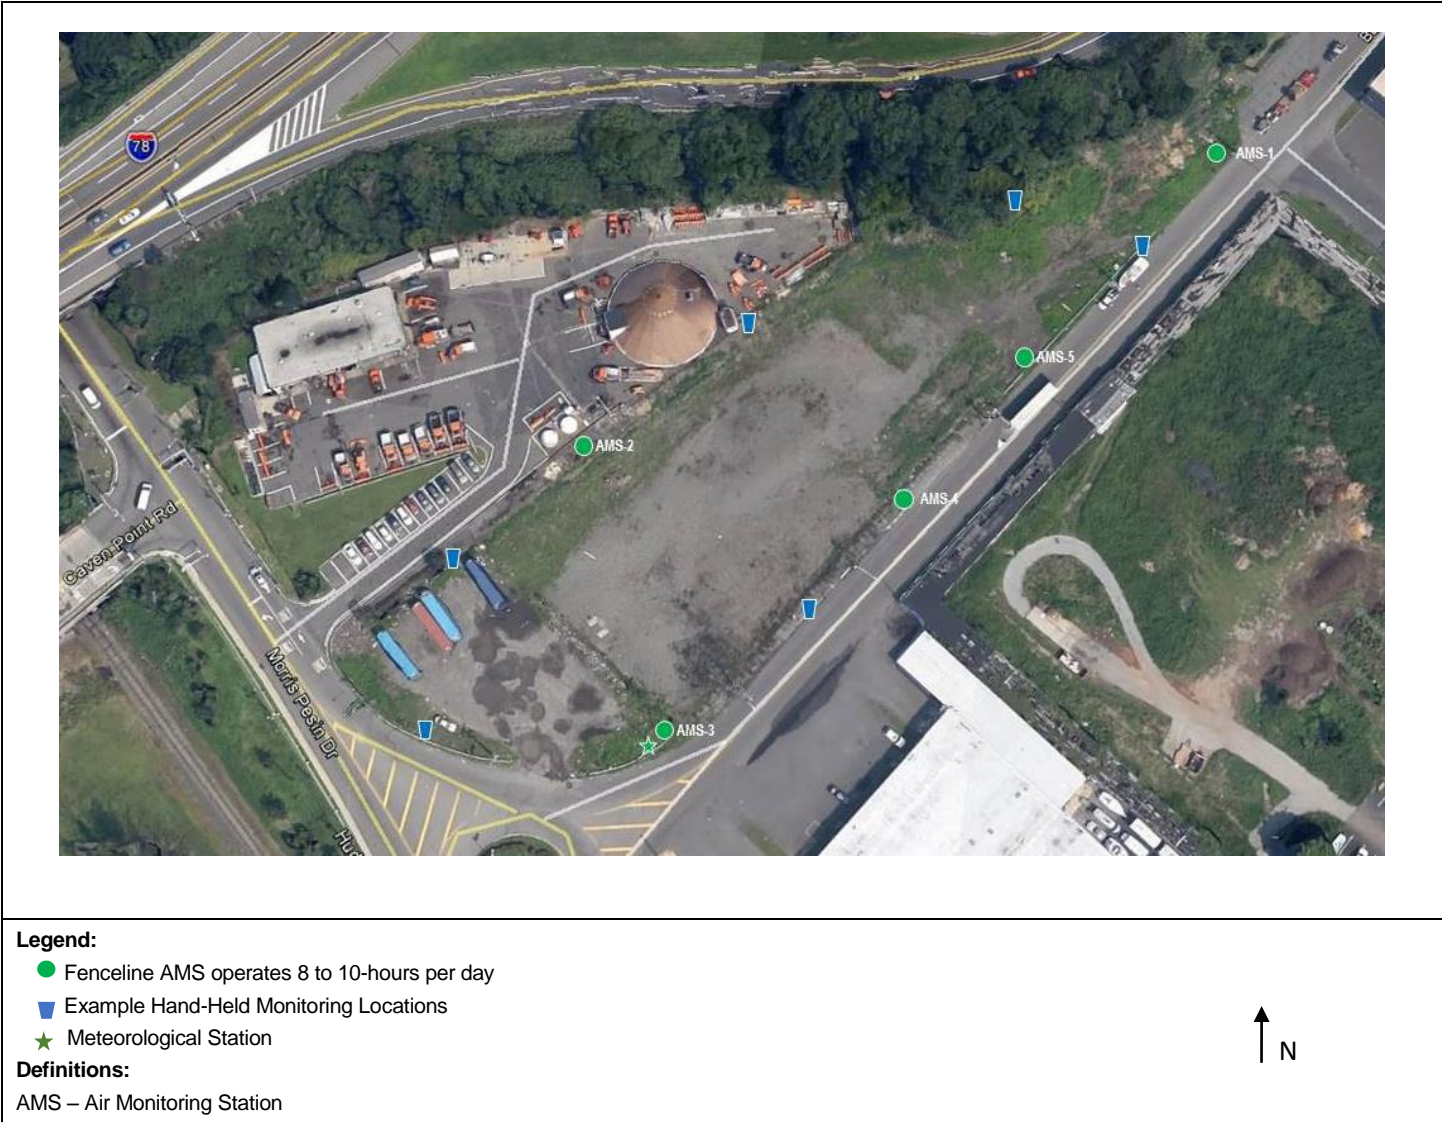 78
B
AMS-1
AMS-5
AMS-2
AMS-4
Caven Point Rd
Morris Pesin Dr
AMS-3
Hud
Legend:
Fenceline AMS operates 8 to 10-hours per day
Example Hand-Held Monitoring Locations
Meteorological Station
N
Definitions:
AMS – Air Monitoring Station